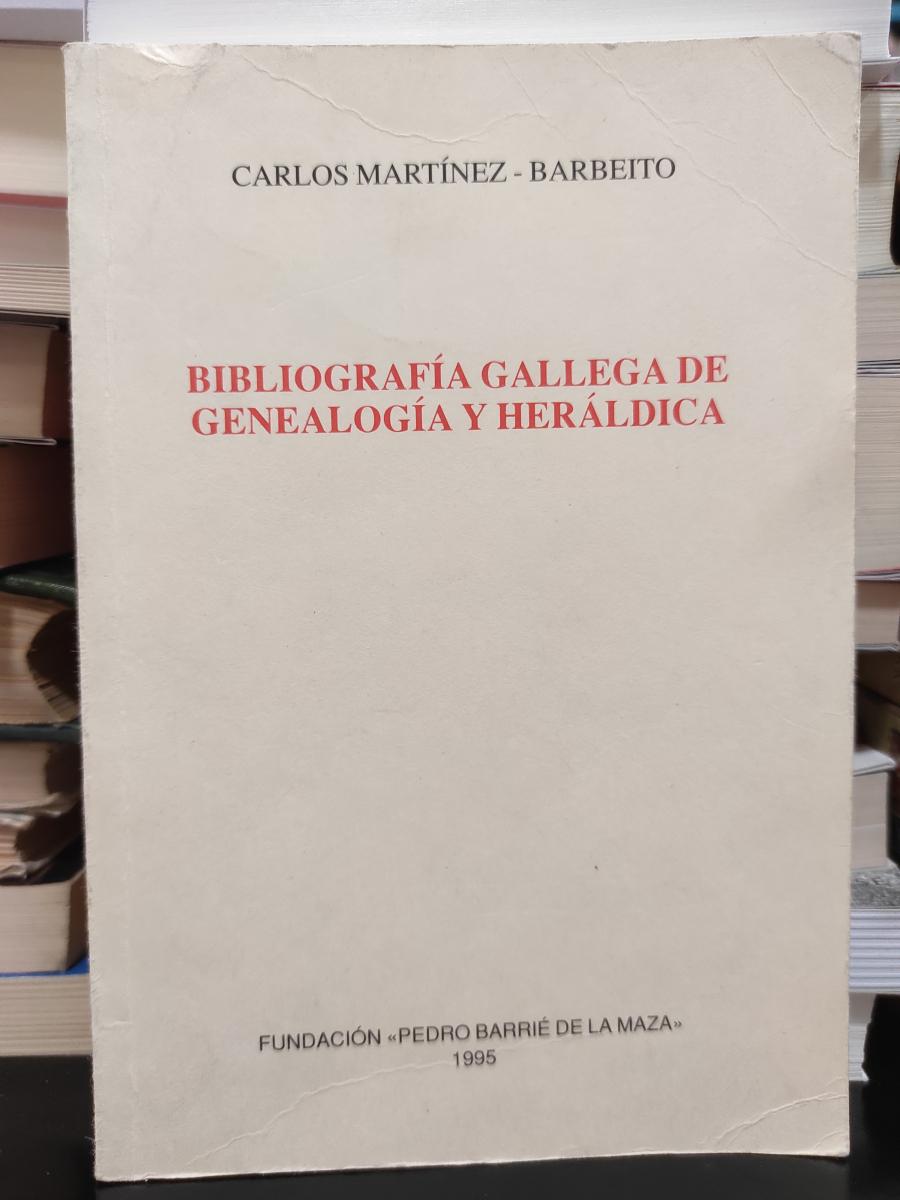 CARLOS MARTÍNEZ - BARBEITO
BIBLIOGRAFÍA GALLEGA DE
GENEALOGÍA Y HERÁLDICA
FUNDACIÓN «PEDRO BARRIÉ DE LA MAZA»
1995